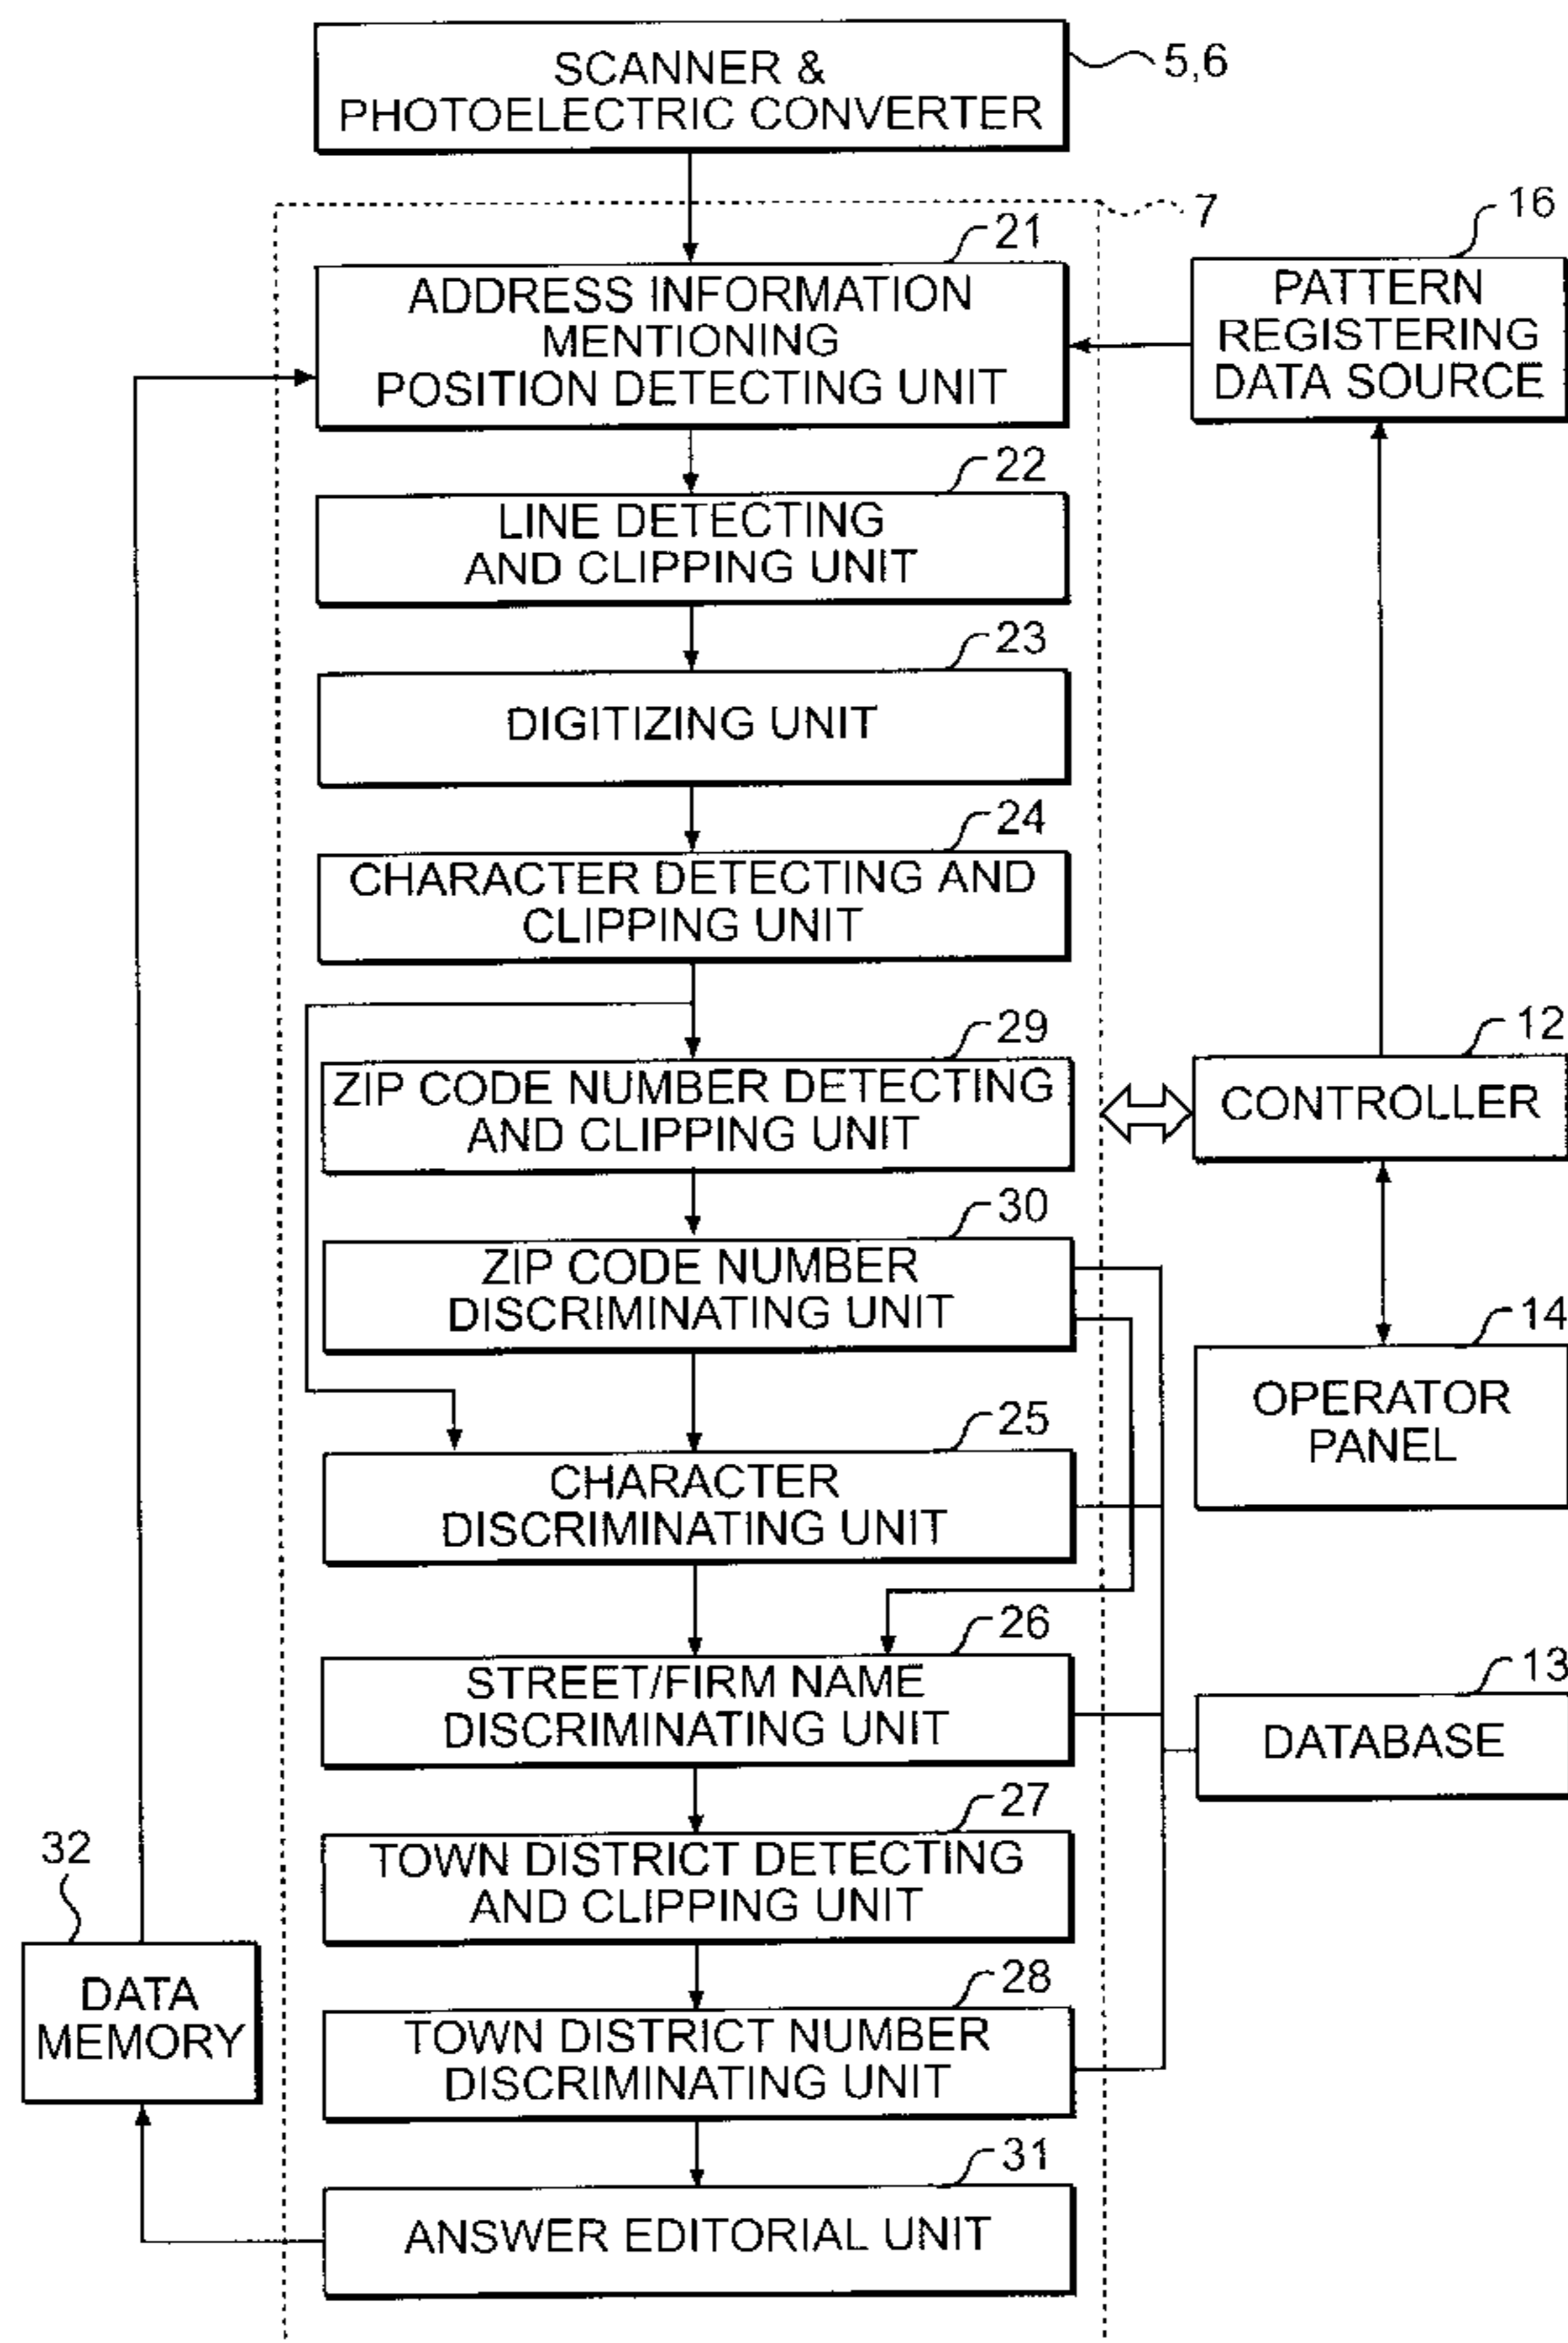 SCANNER &
PHOTOELECTRIC CONVERTER
5,6
7
21
ADDRESS INFORMATION
MENTIONING
POSITION DETECTING UNIT
16
PATTERN
REGISTERING
DATA SOURCE
22
LINE DETECTING
AND CLIPPING UNIT
23
DIGITIZING UNIT
24
CHARACTER DETECTING AND
CLIPPING UNIT
29
ZIP CODE NUMBER DETECTING
AND CLIPPING UNIT
12
CONTROLLER
30
ZIP CODE NUMBER
DISCRIMINATING UNIT
14
OPERATOR
PANEL
25
CHARACTER
DISCRIMINATING UNIT
26
STREET/FIRM NAME
DISCRIMINATING UNIT
13
DATABASE
27
TOWN DISTRICT DETECTING
AND CLIPPING UNIT
32
DATA
MEMORY
28
TOWN DISTRICT NUMBER
DISCRIMINATING UNIT
31
ANSWER EDITORIAL UNIT